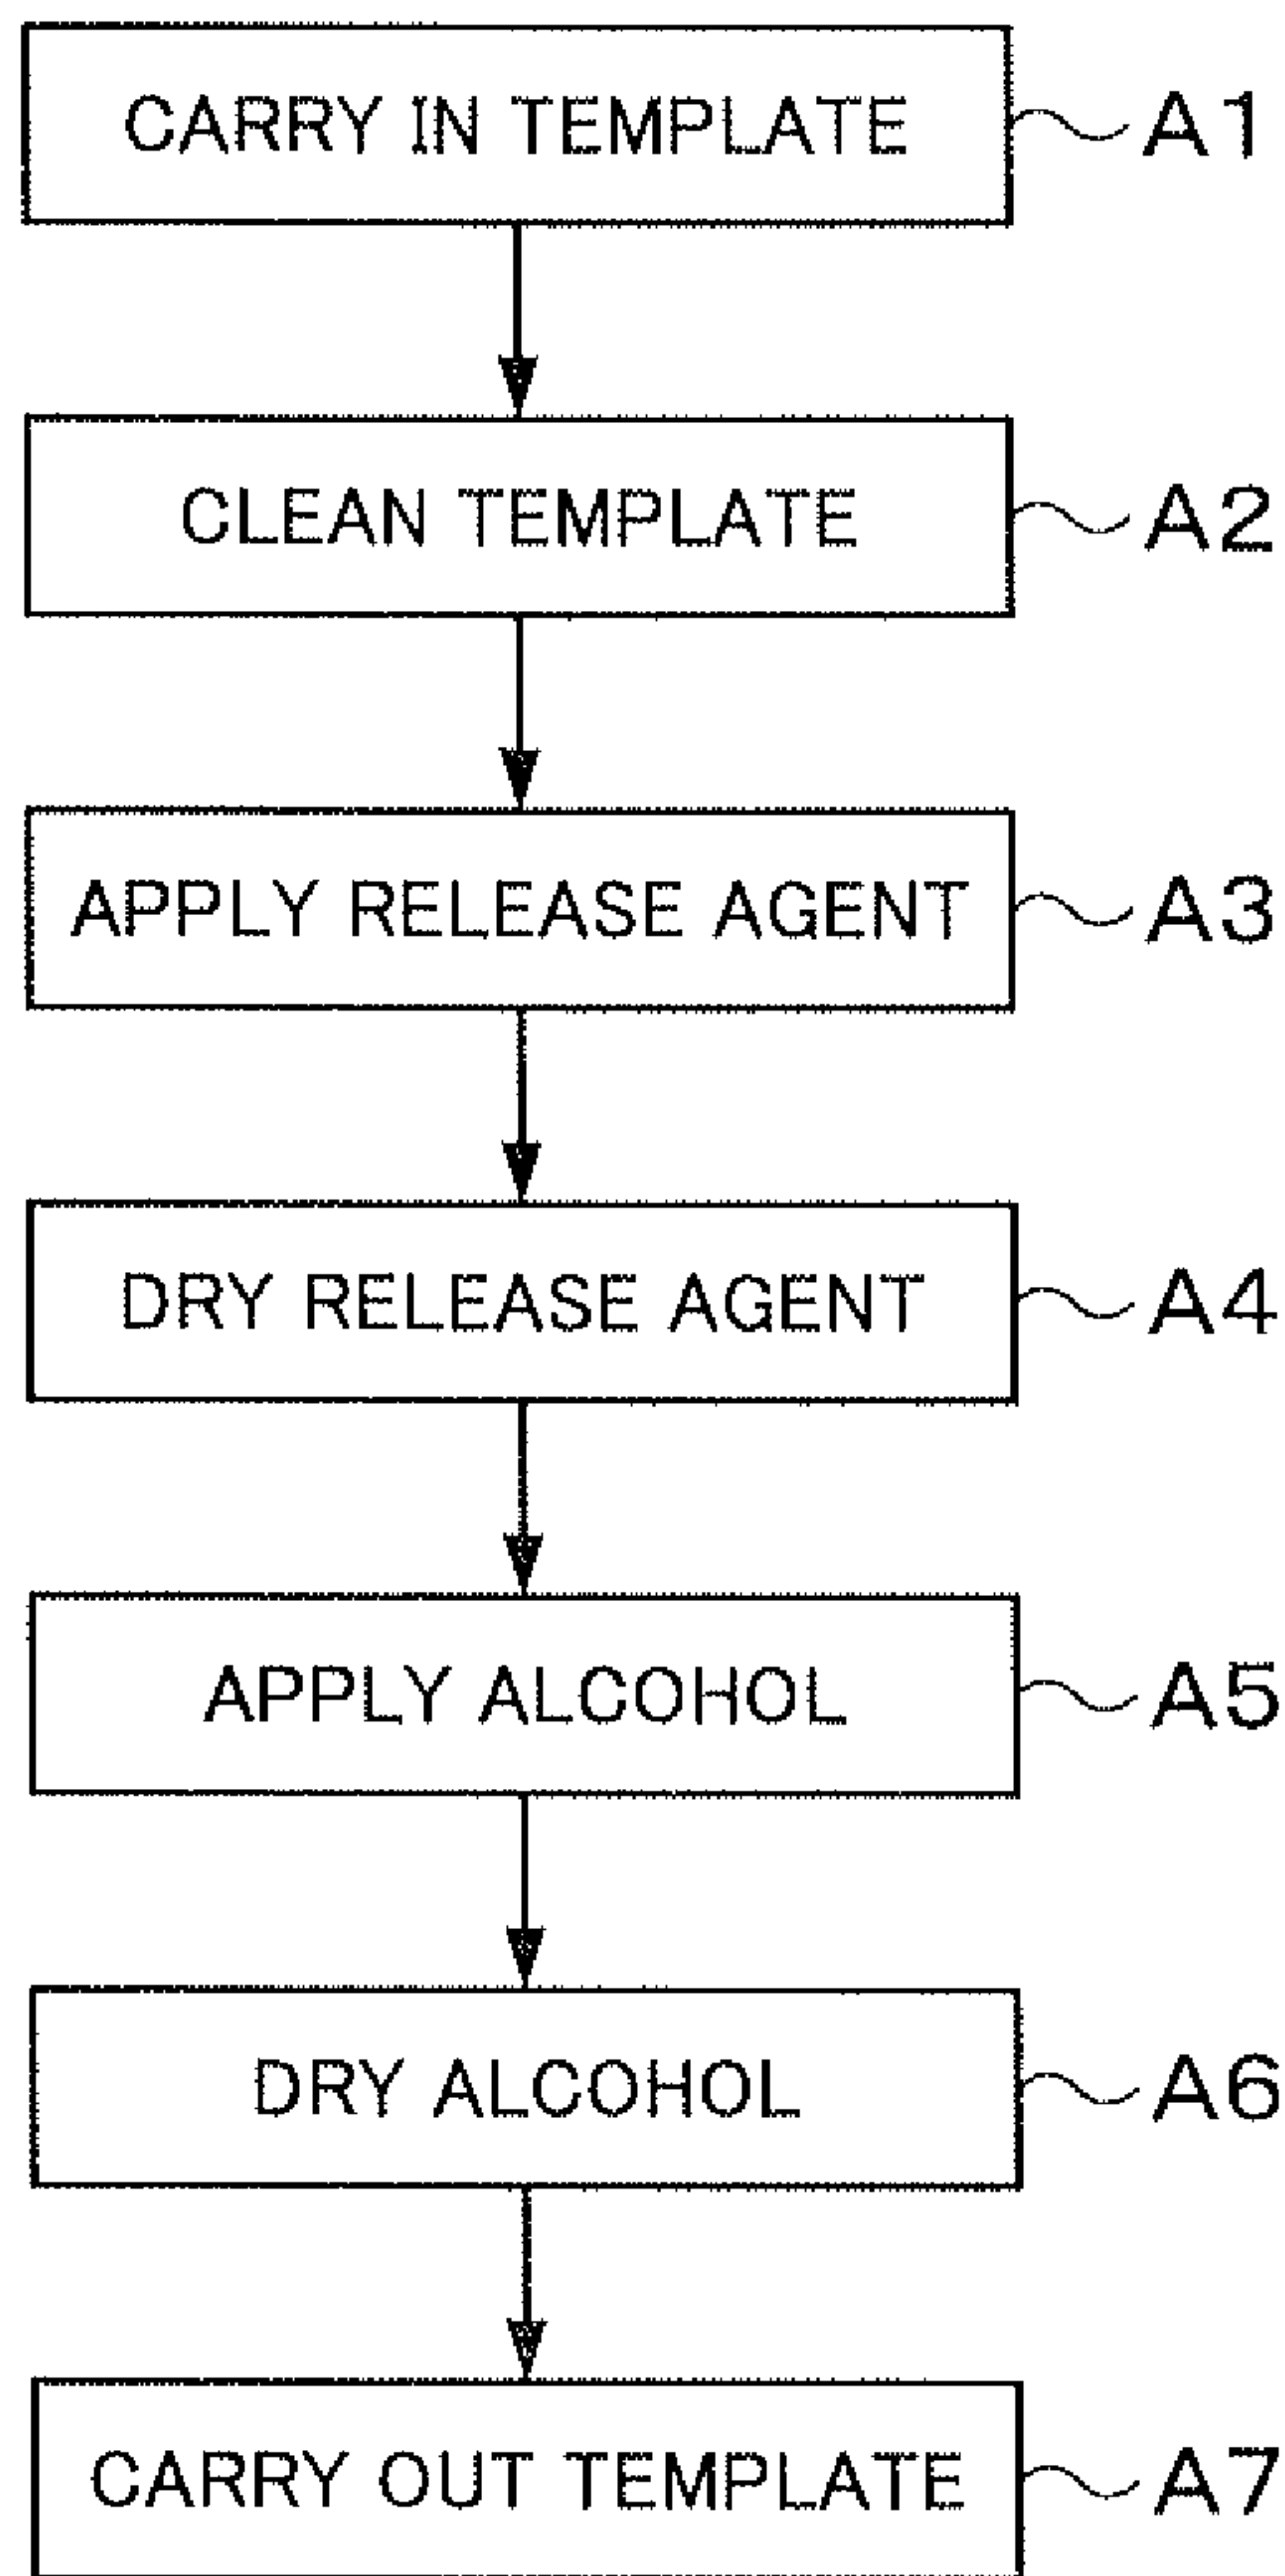 CARRY IN TEMPLATE A1
CLEAN TEMPLATE A2
APPLY RELEASE AGENT A3
DRY RELEASE AGENT A4
APPLY ALCOHOL A5
DRY ALCOHOL A6
CARRY OUT TEMPLATE A7